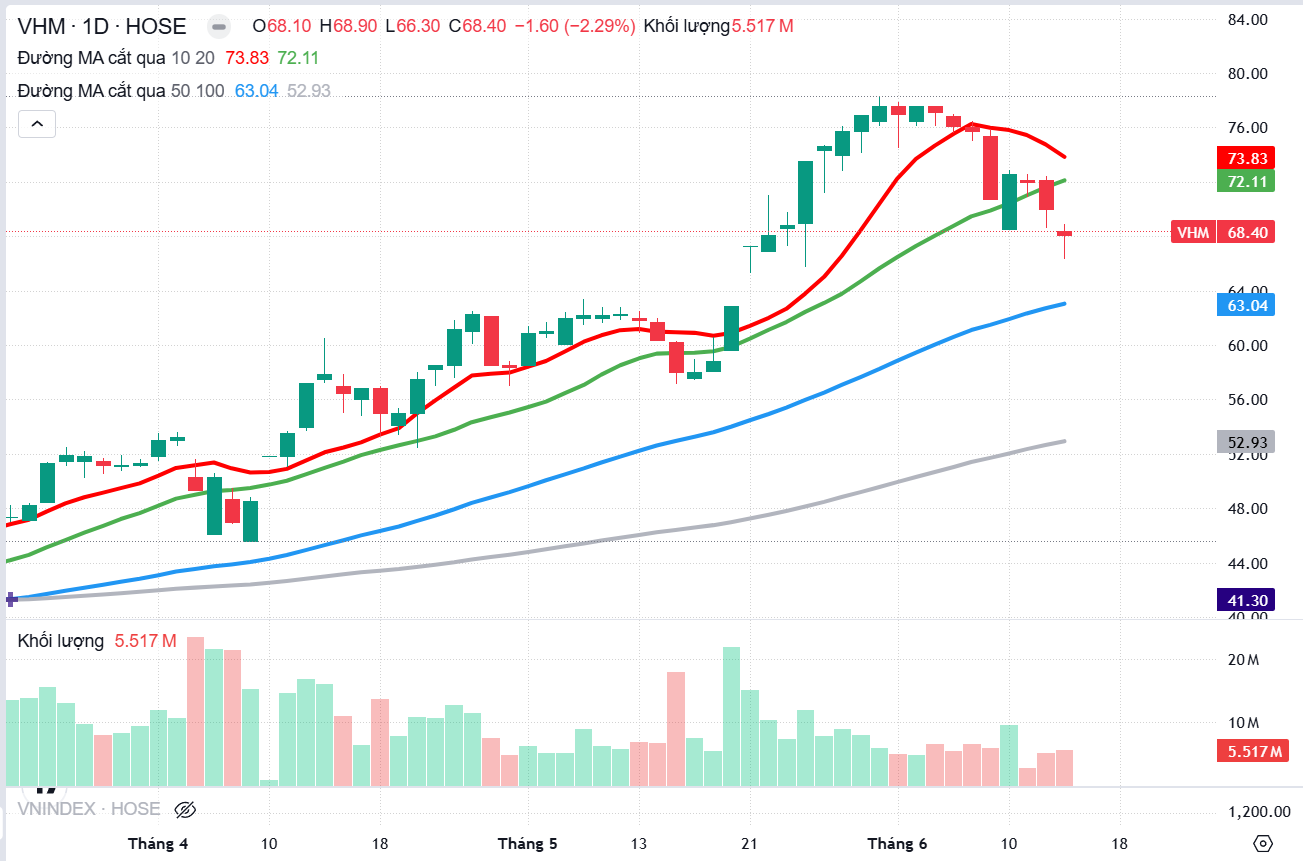 VHM · 1D · HOSE O68.10 H68.90 L66.30 C68.40 −1.60 (−2.29%) Khối lượng5.517 M
Đường MA cắt qua 10 20 73.83 72.11
Đường MA cắt qua 50 100 63.04 52.93
84.00
80.00
76.00
73.83
72.11
VHM 68.40
64.00
63.04
60.00
56.00
52.93
52.00
48.00
44.00
41.30
40.00
Khối lượng 5.517 M
20 M
10 M
5.517 M
VNINDEX · HOSE
1,200.00
Tháng 4 10 18 Tháng 5 13 21 Tháng 6 10 18